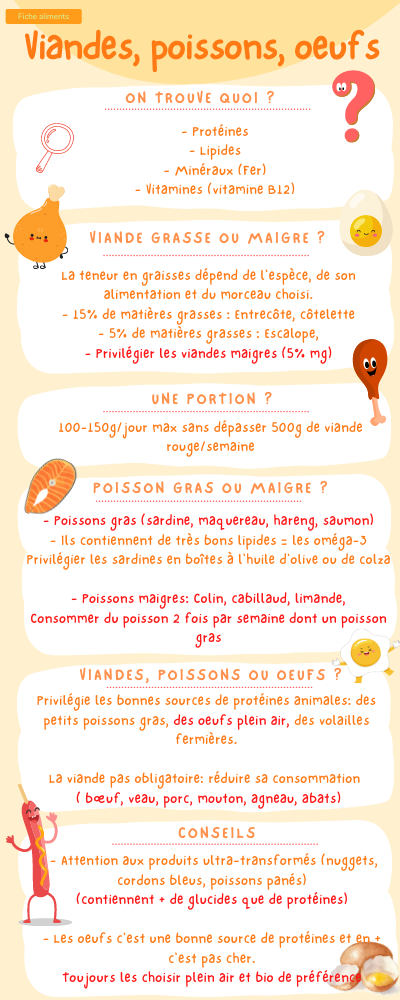 Fiche aliments
Viandes, poissons, oeufs
ON TROUVE QUOI ?
- Protéines
- Lipides
- Minéraux (Fer)
- Vitamines (vitamine B12)
VIANDE GRASSE OU MAIGRE ?
La teneur en graisses dépend de l'espèce, de son
alimentation et du morceau choisi.
- 15% de matières grasses : Entrecôte, côtelette
- 5% de matières grasses : Escalope,
- Privilégier les viandes maigres (5% mg)
UNE PORTION ?
100-150g/jour max sans dépasser 500g de viande
rouge/semaine
POISSON GRAS OU MAIGRE ?
- Poissons gras (sardine, maquereau, hareng, saumon)
- Ils contiennent de très bons lipides = les oméga-3
Privilégier les sardines en boîtes à l'huile d'olive ou de colza
- Poissons maigres: Colin, cabillaud, limande,
Consommer du poisson 2 fois par semaine dont un poisson
gras
VIANDES, POISSONS OU OEUFS ?
Privilégie les bonnes sources de protéines animales: des
petits poissons gras, des oeufs plein air, des volailles
fermières.
La viande pas obligatoire: réduire sa consommation
( bœuf, veau, porc, mouton, agneau, abats)
CONSEILS
- Attention aux produits ultra-transformés (nuggets,
cordons bleus, poissons panés)
(contiennent + de glucides que de protéines)
- Les oeufs c'est une bonne source de protéines et en +
c'est pas cher.
Toujours les choisir plein air et bio de préférence